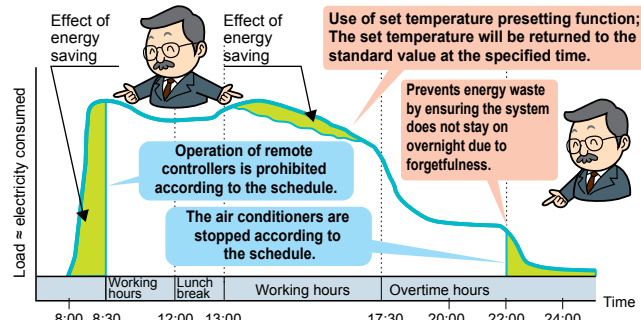 Effect of
energy
saving
Effect of
energy
saving
Use of set temperature presetting function;
The set temperature will be returned to the
standard value at the specified time.
Prevents energy waste
by ensuring the system
does not stay on
overnight due to
forgetfulness.
Operation of remote
controllers is prohibited
according to the schedule.
The air conditioners are
stopped according to
the schedule.
Load ≈ electricity consumed
Working
hours
Lunch
break
Working hours
Overtime hours
Time
8:00 8:30 12:00 13:00 17:30 20:00 22:00 24:00